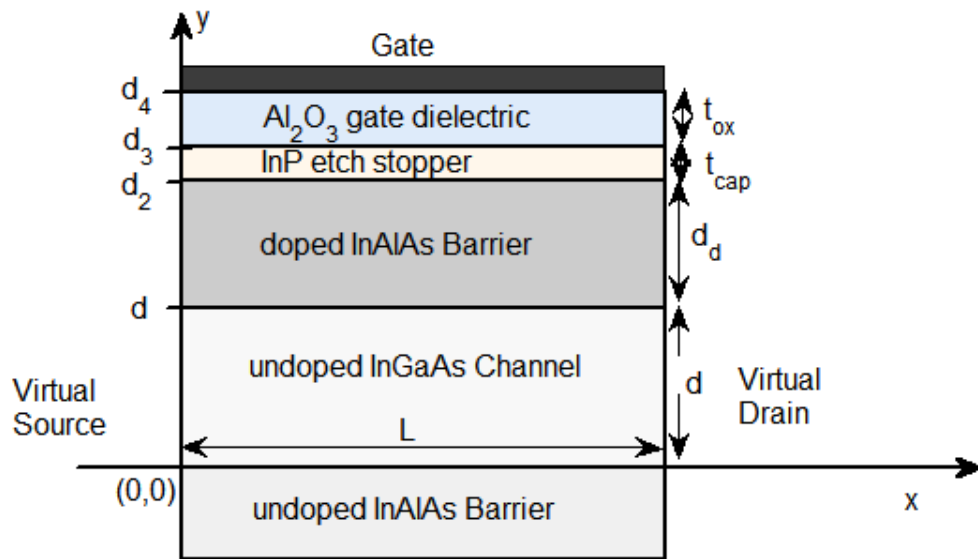 y
Gate
d4
Al2O3 gate dielectric
tox
d3
InP etch stopper
tcap
d2
doped InAlAs Barrier
dd
d
undoped InGaAs Channel
d
Virtual
Source
Virtual
Drain
L
(0,0)
x
undoped InAlAs Barrier